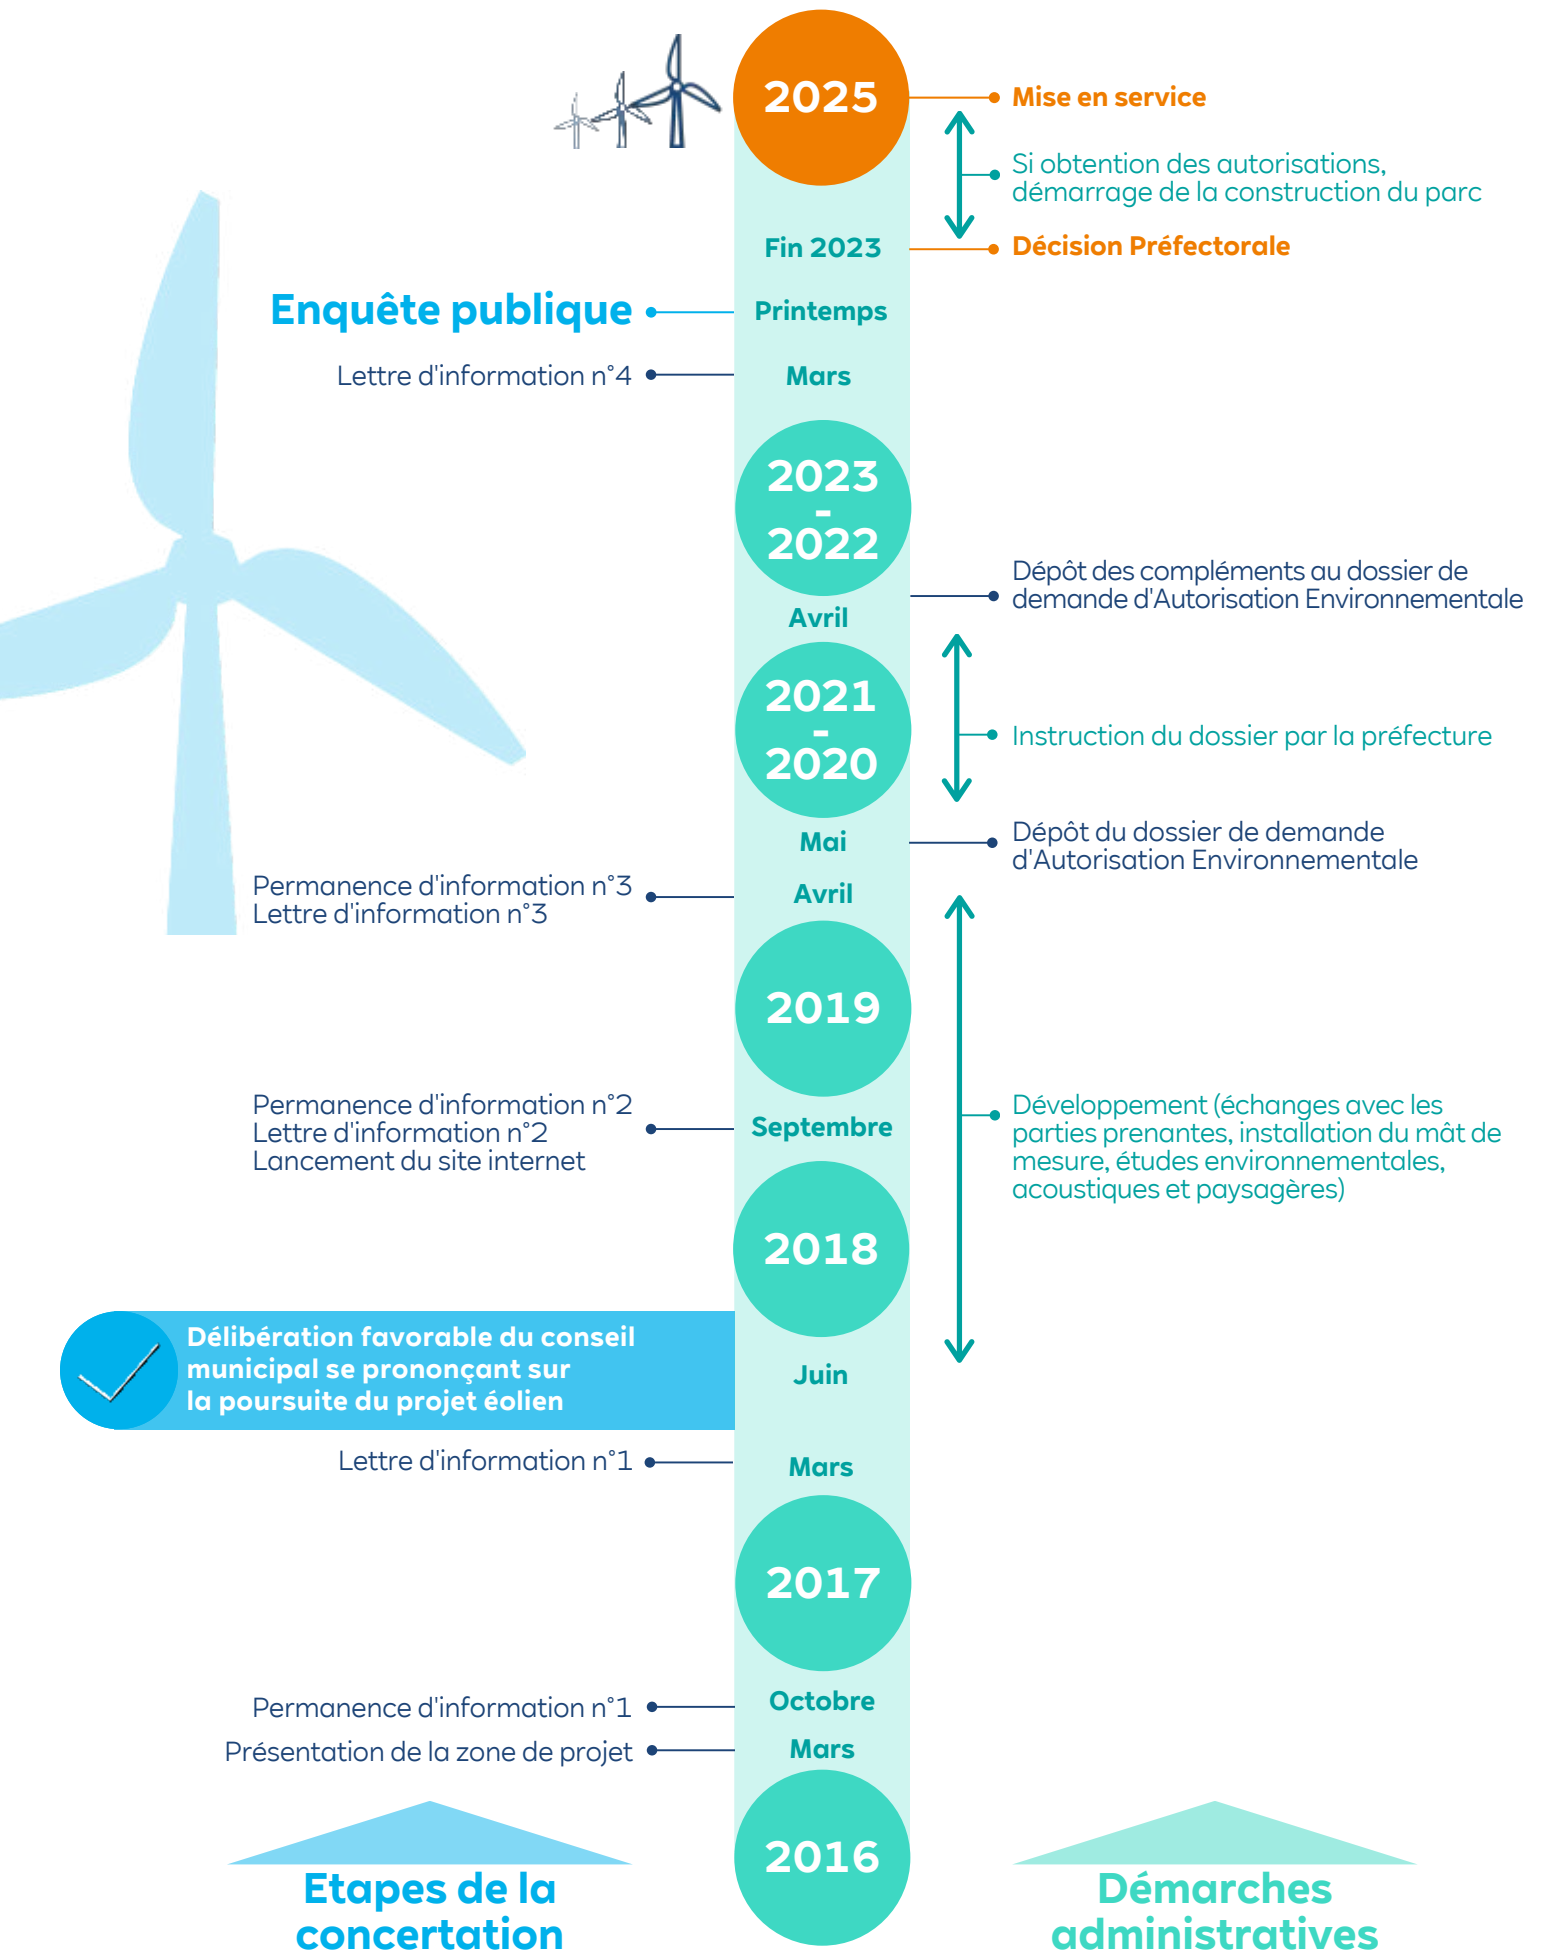 2025
Mise en service
Si obtention des autorisations,
démarrage de la construction du parc
Fin 2023
Décision Préfectorale
Enquête publique
Printemps
Lettre d'information n°4
Mars
2023
-
2022
Dépôt des compléments au dossier de
demande d'Autorisation Environnementale
Avril
2021
-
2020
Instruction du dossier par la préfecture
Mai
Dépôt du dossier de demande
d'Autorisation Environnementale
Permanence d'information n°3
Lettre d'information n°3
Avril
2019
Permanence d'information n°2
Lettre d'information n°2
Lancement du site internet
Septembre
Développement (échanges avec les
parties prenantes, installation du mât de
mesure, études environnementales,
acoustiques et paysagères)
2018
Délibération favorable du conseil
municipal se prononçant sur
la poursuite du projet éolien
Juin
Lettre d'information n°1
Mars
2017
Permanence d'information n°1
Octobre
Présentation de la zone de projet
Mars
2016
Etapes de la
concertation
Démarches
administratives